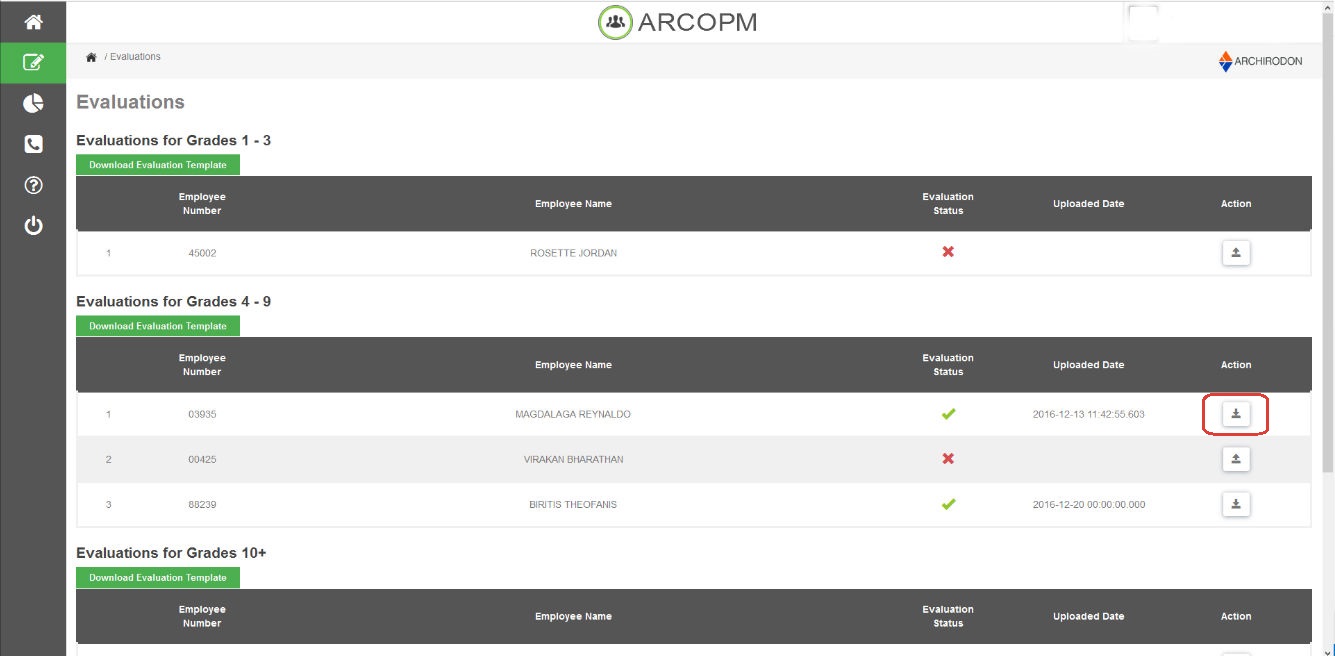 ARCOPM
/ Evaluations
ARCHIRODON
Evaluations
Evaluations for Grades 1 - 3
Download Evaluation Template
Employee Number Employee Name Evaluation Status Uploaded Date Action
1 45002 ROSETTE JORDAN
Evaluations for Grades 4 - 9
Download Evaluation Template
Employee Number Employee Name Evaluation Status Uploaded Date Action
1 03935 MAGDALAGA REYNALDO 2016-12-13 11:42:55.603
2 00425 VIRAKAN BHARATHAN
3 88239 BIRITIS THEOFANIS 2016-12-20 00:00:00.000
Evaluations for Grades 10+
Download Evaluation Template
Employee Number Employee Name Evaluation Status Uploaded Date Action